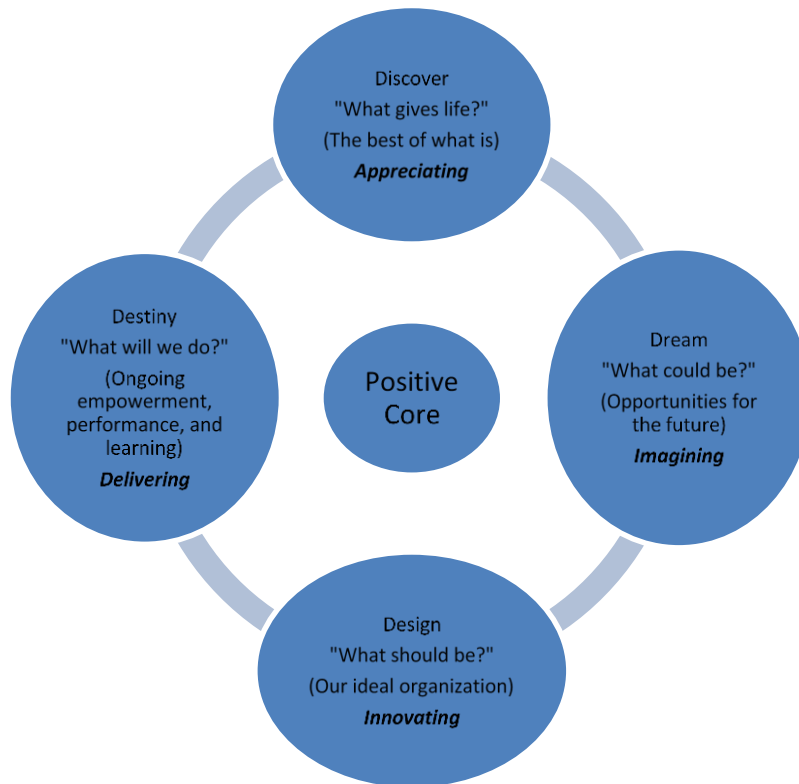 Discover
"What gives life?"
(The best of what is)
Appreciating
Destiny
"What will we do?"
(Ongoing
empowerment,
performance, and
learning)
Delivering
Positive
Core
Dream
"What could be?"
(Opportunities for
the future)
Imagining
Design
"What should be?"
(Our ideal organization)
Innovating